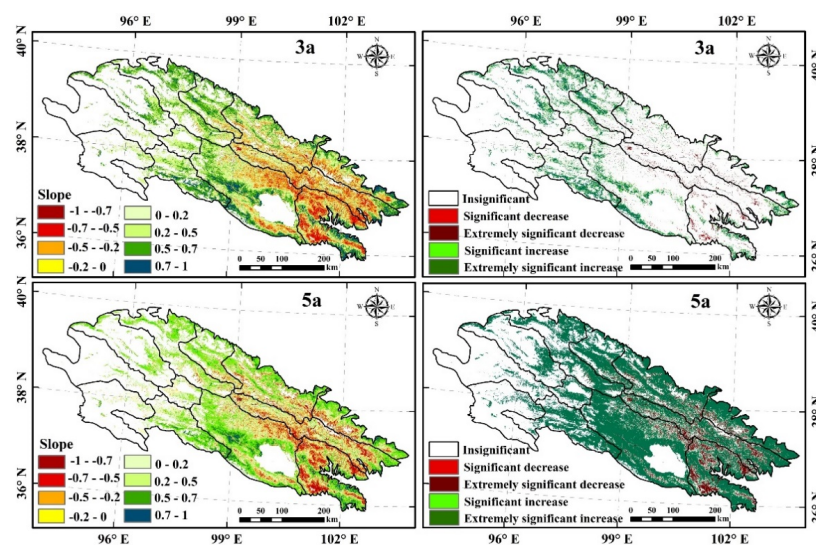 96° E 99° E 102° E 96° E 99° E 102° E
40° N 3a 3a 40° N
N
W E
S
N
W E
S
38° N 38° N
Slope
-1 - -0.7 0 - 0.2
-0.7 - -0.5 0.2 - 0.5
-0.5 - -0.2 0.5 - 0.7
-0.2 - 0 0.7 - 1
36° N
0 50 100 200
km
Insignificant
Significant decrease
Extremely significant decrease
Significant increase
Extremely significant increase
0 50 100 200
km
36° N
40° N 5a 5a 40° N
N
W E
S
N
W E
S
38° N 38° N
Slope
-1 - -0.7 0 - 0.2
-0.7 - -0.5 0.2 - 0.5
-0.5 - -0.2 0.5 - 0.7
-0.2 - 0 0.7 - 1
36° N
0 50 100 200
km
Insignificant
Significant decrease
Extremely significant decrease
Significant increase
Extremely significant increase
0 50 100 200
km
36° N
96° E 99° E 102° E 96° E 99° E 102° E